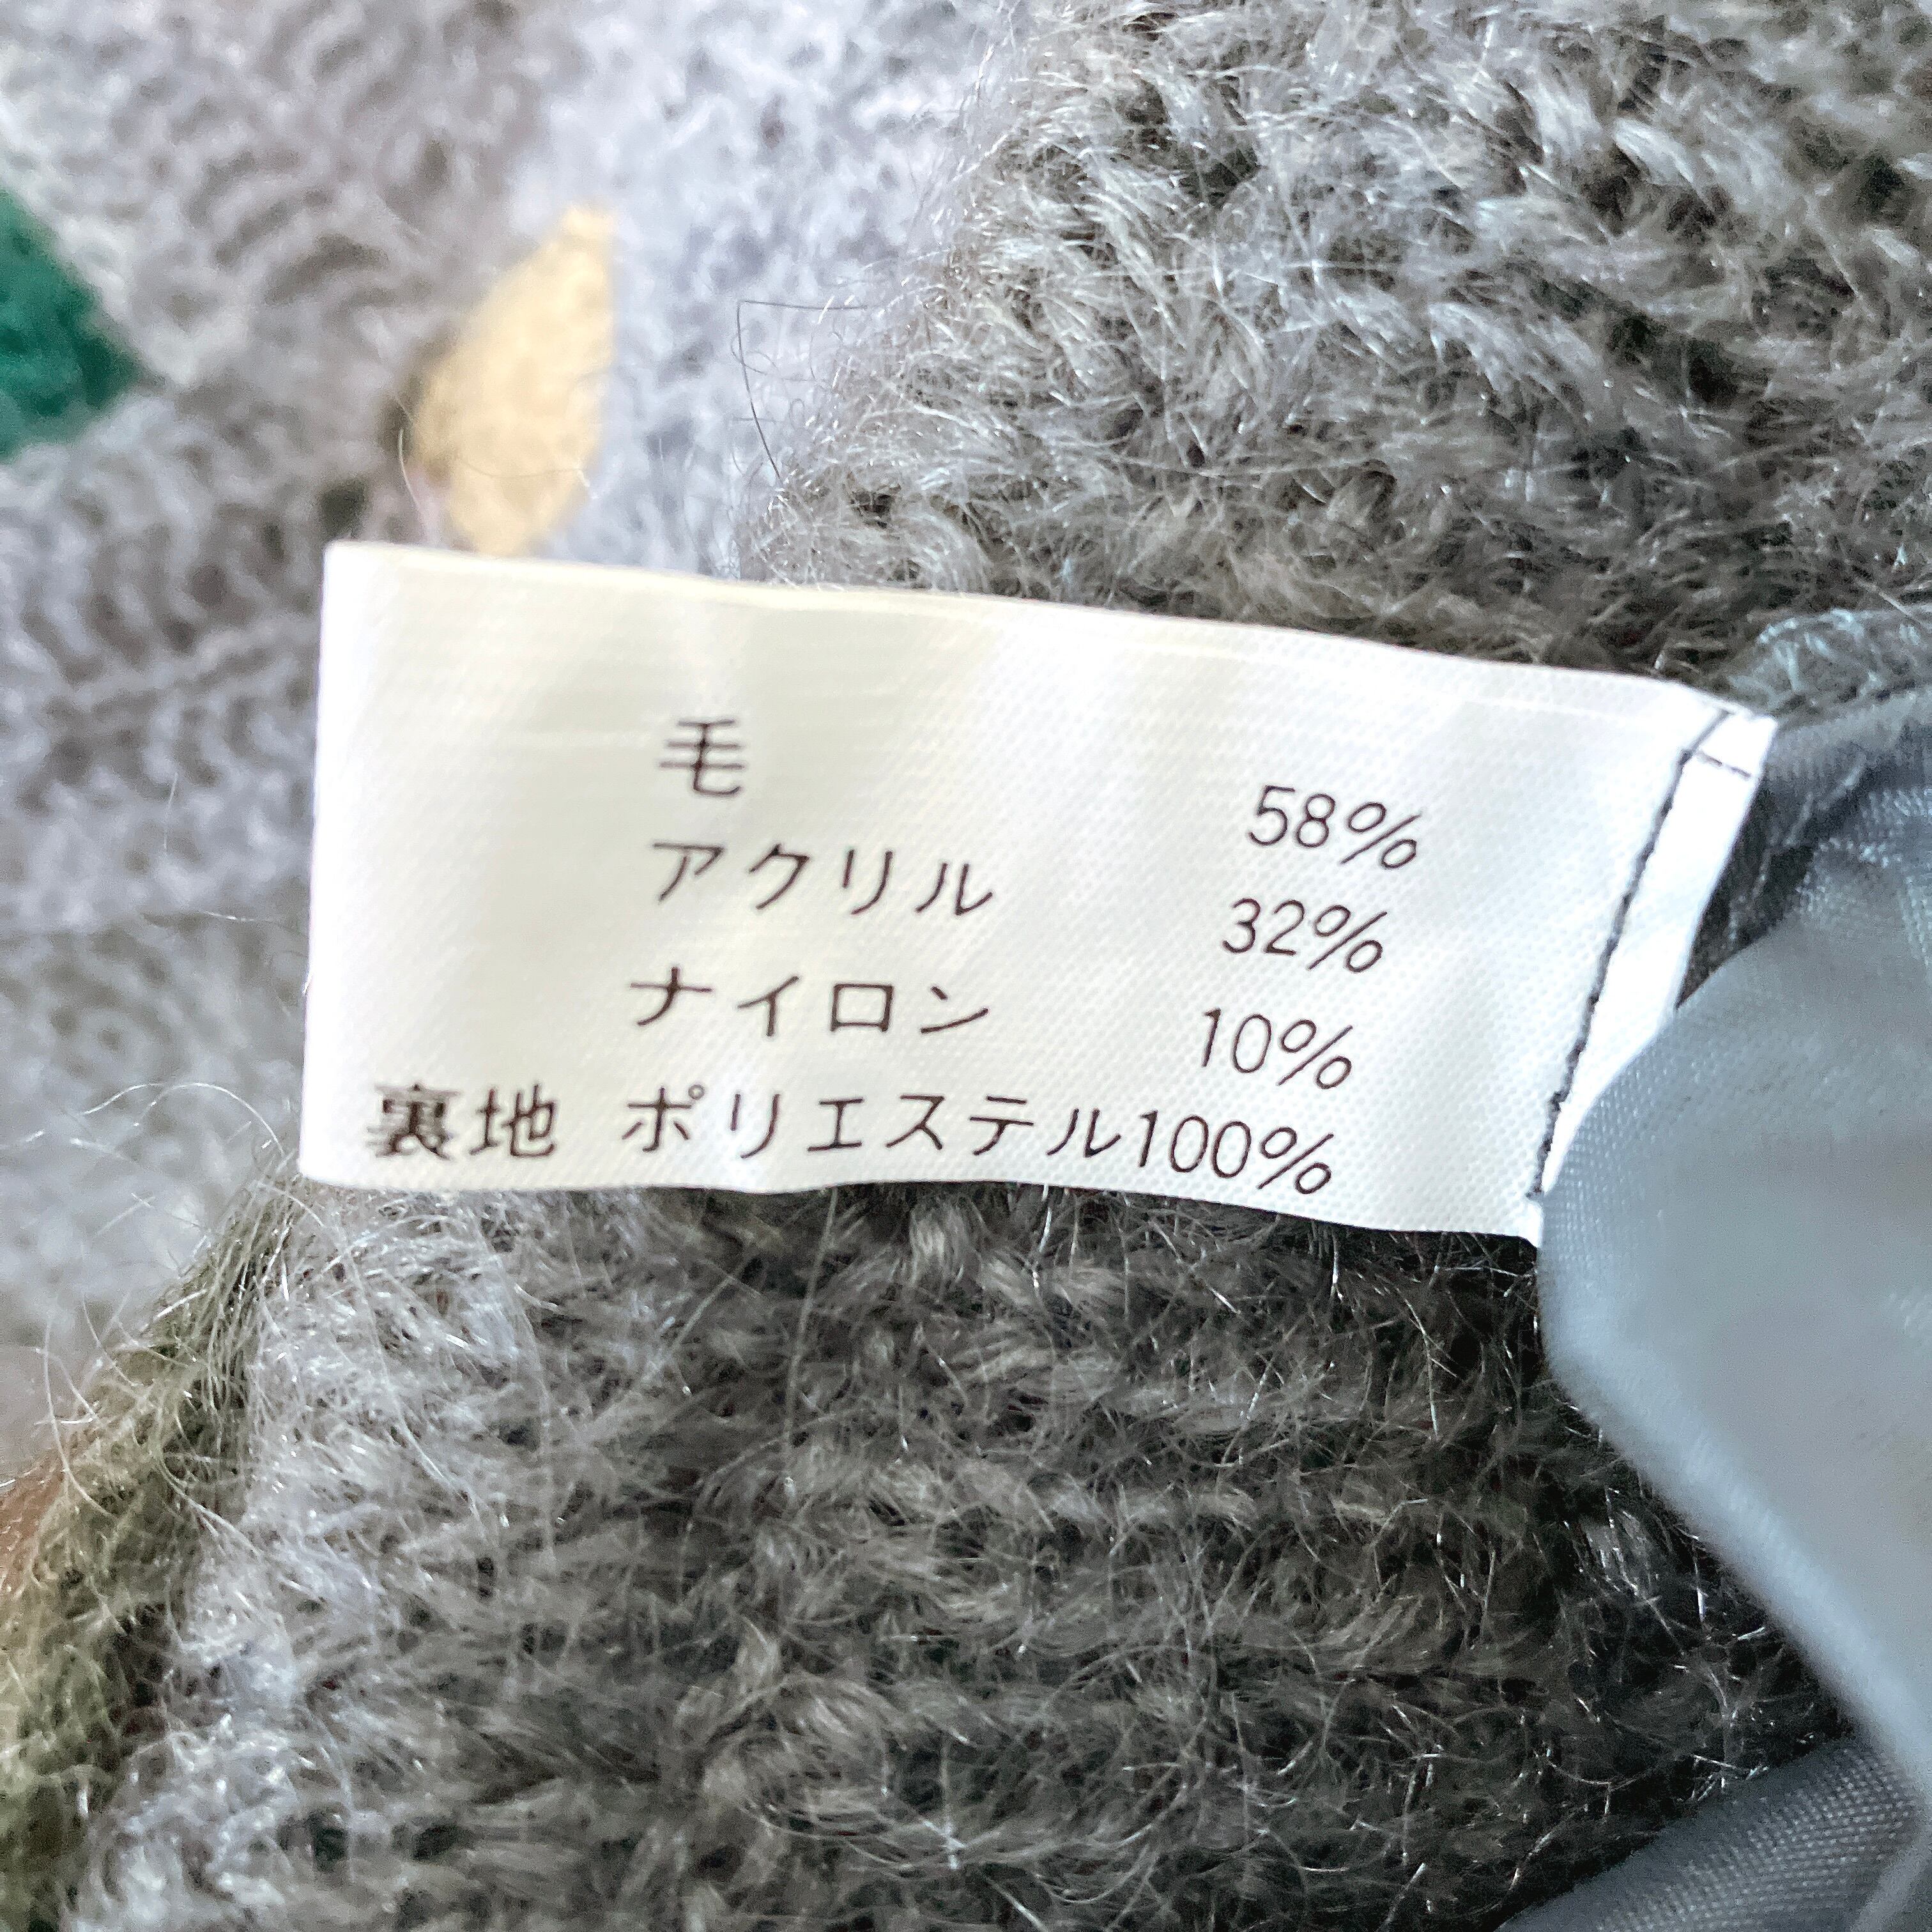 毛 58%
アクリル 32%
ナイロン 10%
裏地 ポリエステル100%